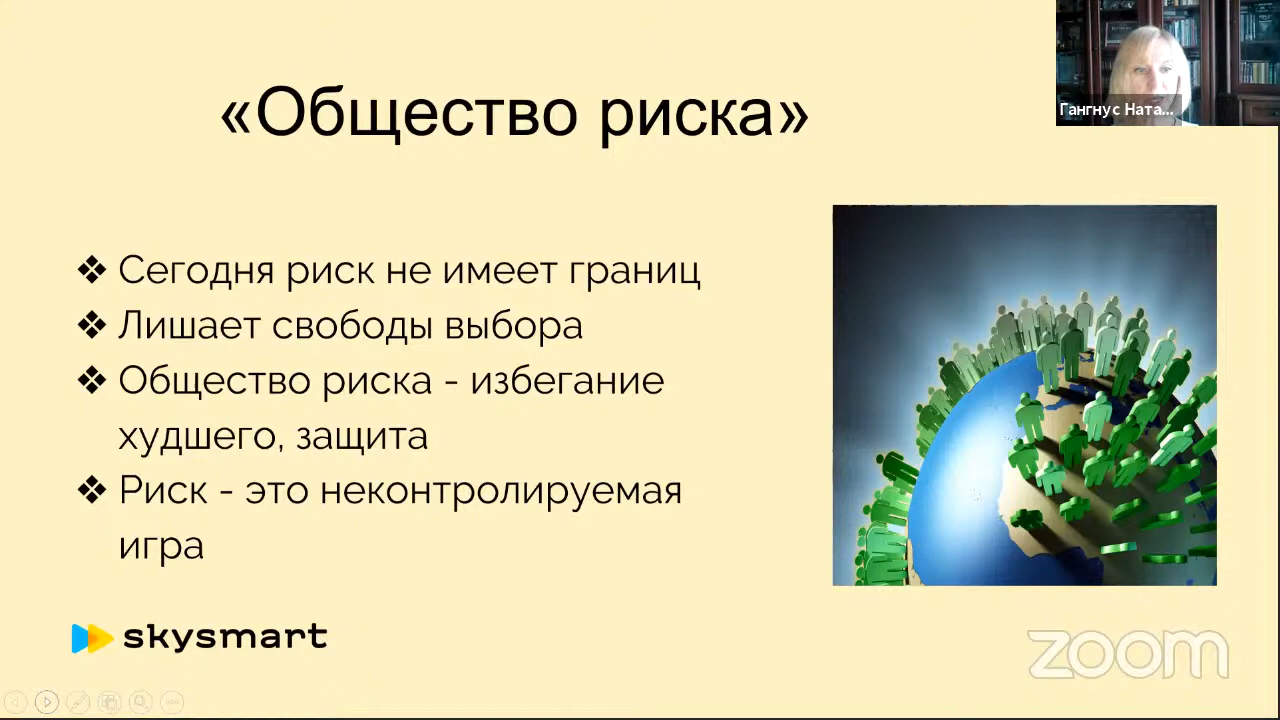 Гангнус Ната...
«Общество риска»
❖ Сегодня риск не имеет границ
❖ Лишает свободы выбора
❖ Общество риска - избегание
худшего, защита
❖ Риск - это неконтролируемая
игра
skysmart
zoom